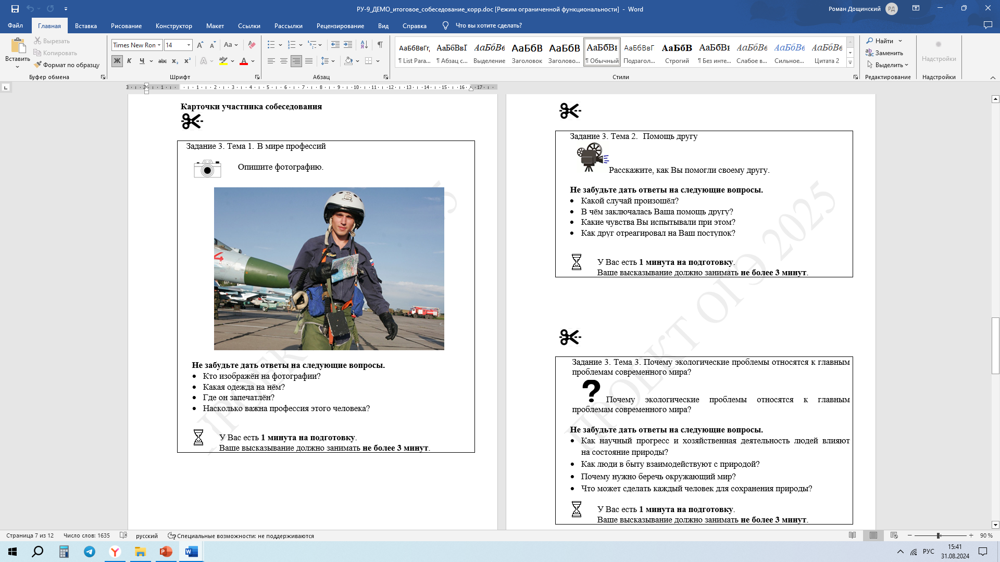 РУ-9_ДЕМО_итоговое_собеседование_корр.doc [Режим ограниченной функциональности] - Word
Роман Дощинский
РД
Файл
Главная
Вставка
Рисование
Конструктор
Макет
Ссылки
Рассылки
Рецензирование
Вид
Справка
Что вы хотите сделать?
Вставить
Вырезать
Копировать
Формат по образцу
Буфер обмена
Times New Ron
14
Шрифт
Абзац
¶ List Para...
¶ Абзац с...
Выделение
Заголовок
Заголово...
¶ Обычный
Подзагол...
Строгий
¶ Без инте...
Слабое в...
Сильное...
Цитата 2
Стили
Найти
Заменить
Выделить
Редактирование
Надстройки
Надстройки
Карточки участника собеседования
Задание 3. Тема 1. В мире профессий
Опишите фотографию.
Не забудьте дать ответы на следующие вопросы.
• Кто изображён на фотографии?
• Какая одежда на нём?
• Где он запечатлён?
• Насколько важна профессия этого человека?
У Вас есть 1 минута на подготовку.
Ваше высказывание должно занимать не более 3 минут.
Задание 3. Тема 2. Помощь другу
Расскажите, как Вы помогли своему другу.
Не забудьте дать ответы на следующие вопросы.
• Какой случай произошёл?
• В чём заключалась Ваша помощь другу?
• Какие чувства Вы испытывали при этом?
• Как друг отреагировал на Ваш поступок?
У Вас есть 1 минута на подготовку.
Ваше высказывание должно занимать не более 3 минут.
ПРОЕКТ ОГЭ 2025
Задание 3. Тема 3. Почему экологические проблемы относятся к главным
проблемам современного мира?
Почему экологические проблемы относятся к главным
проблемам современного мира?
Не забудьте дать ответы на следующие вопросы.
• Как научный прогресс и хозяйственная деятельность людей влияют
на состояние природы?
• Как люди в быту взаимодействуют с природой?
• Почему нужно беречь окружающий мир?
• Что может сделать каждый человек для сохранения природы?
У Вас есть 1 минута на подготовку.
Ваше высказывание должно занимать не более 3 минут.
Страница 7 из 12
Число слов: 1635
русский
Специальные возможности: не поддерживаются
90 %
РУС
15:41
31.08.2024